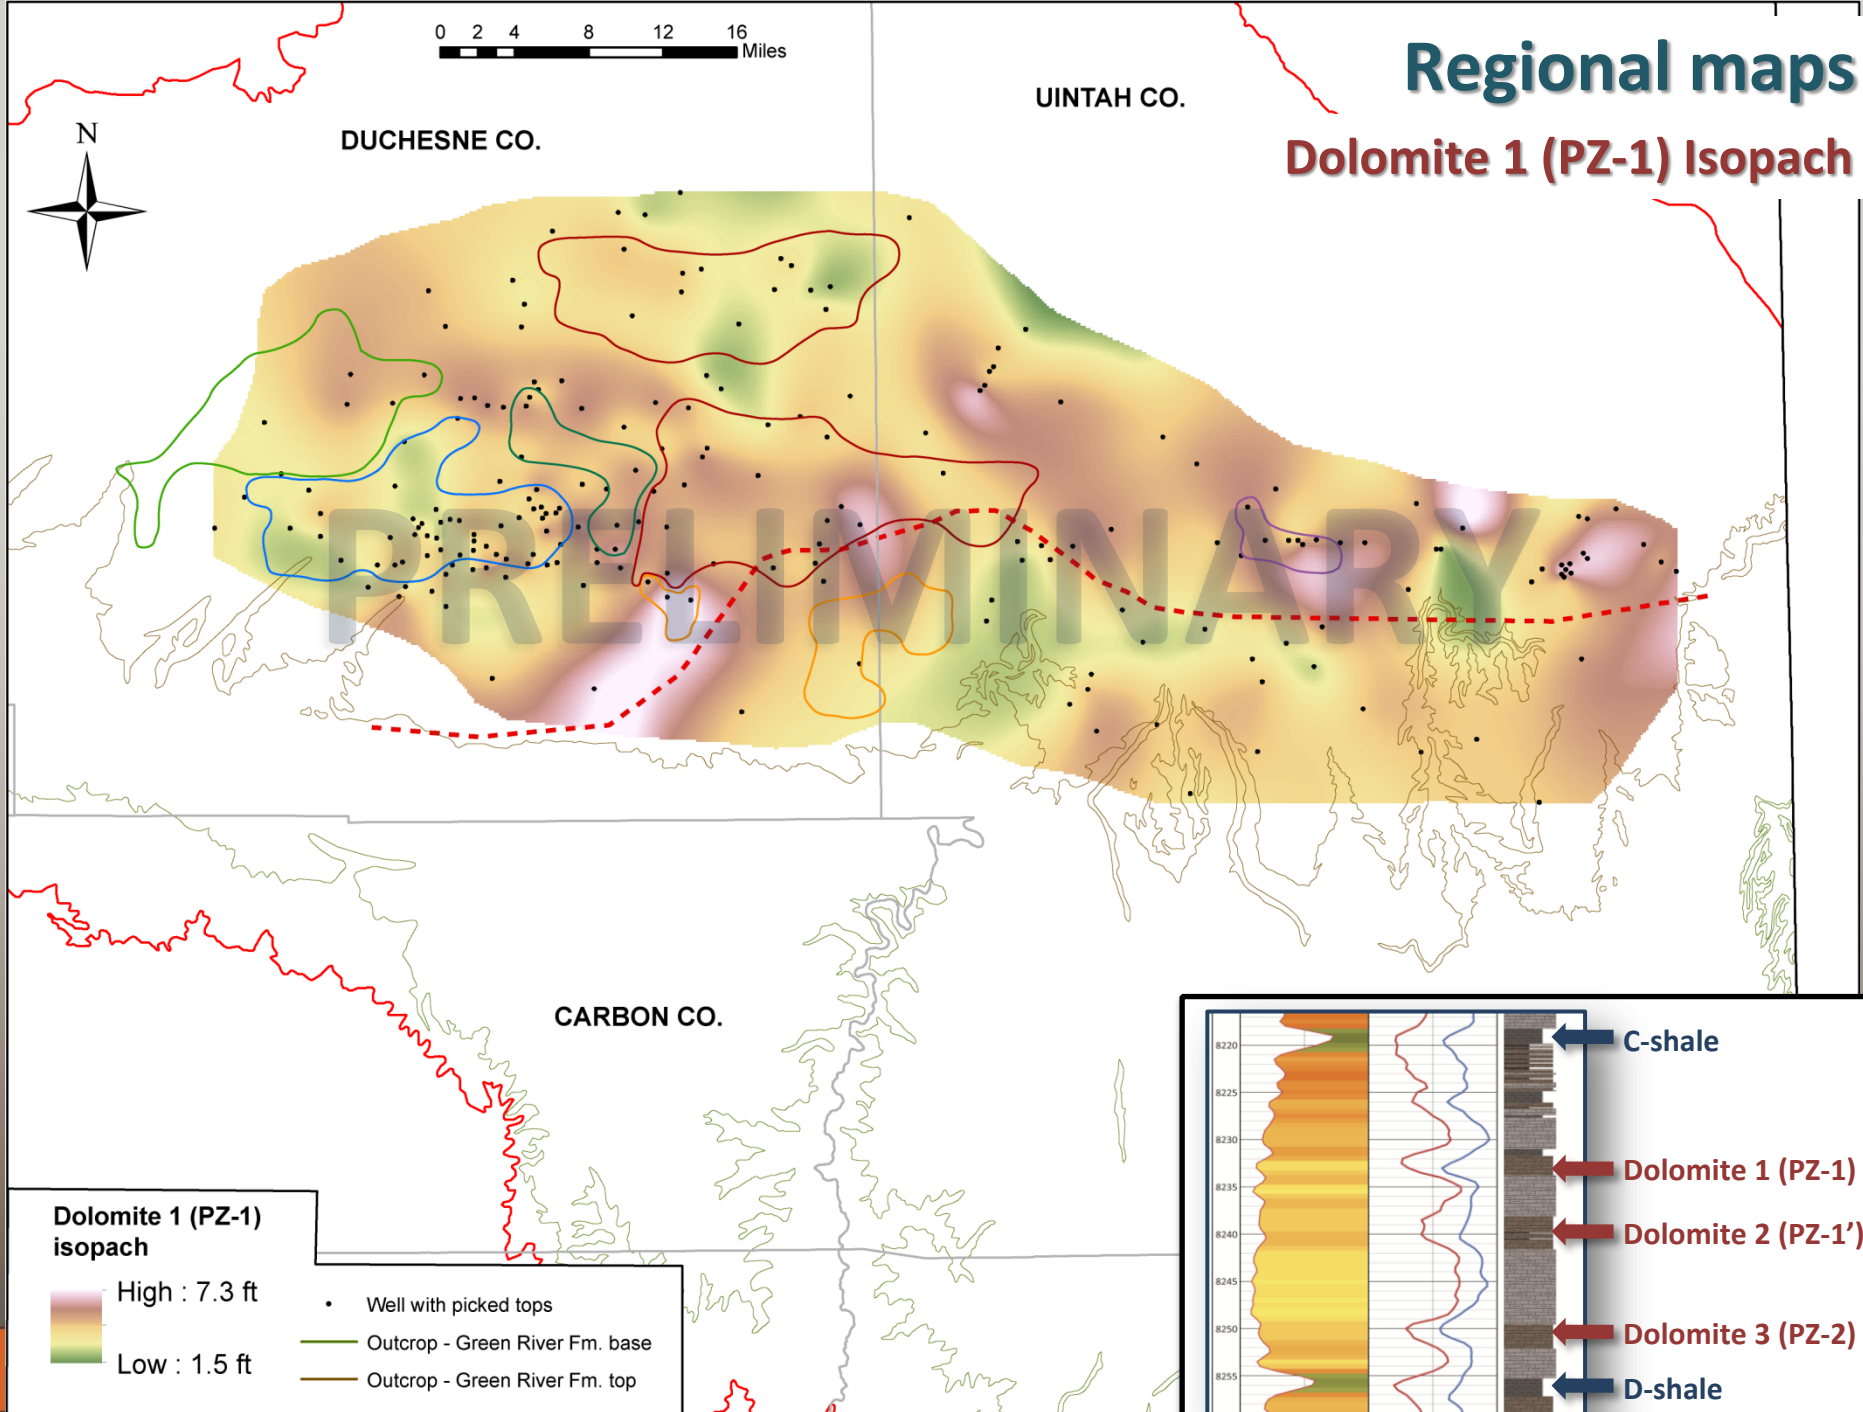 Regional maps
Dolomite 1 (PZ-1) Isopach
0 2 4 8 12 16
Miles
N
DUCHESNE CO.
UINTAH CO.
PRELIMINARY
CARBON CO.
Dolomite 1 (PZ-1)
isopach
High : 7.3 ft
Low : 1.5 ft
Well with picked tops
Outcrop - Green River Fm. base
Outcrop - Green River Fm. top
8220
8225
8230
8235
8240
8245
8250
8255
C-shale
Dolomite 1 (PZ-1)
Dolomite 2 (PZ-1’)
Dolomite 3 (PZ-2)
D-shale